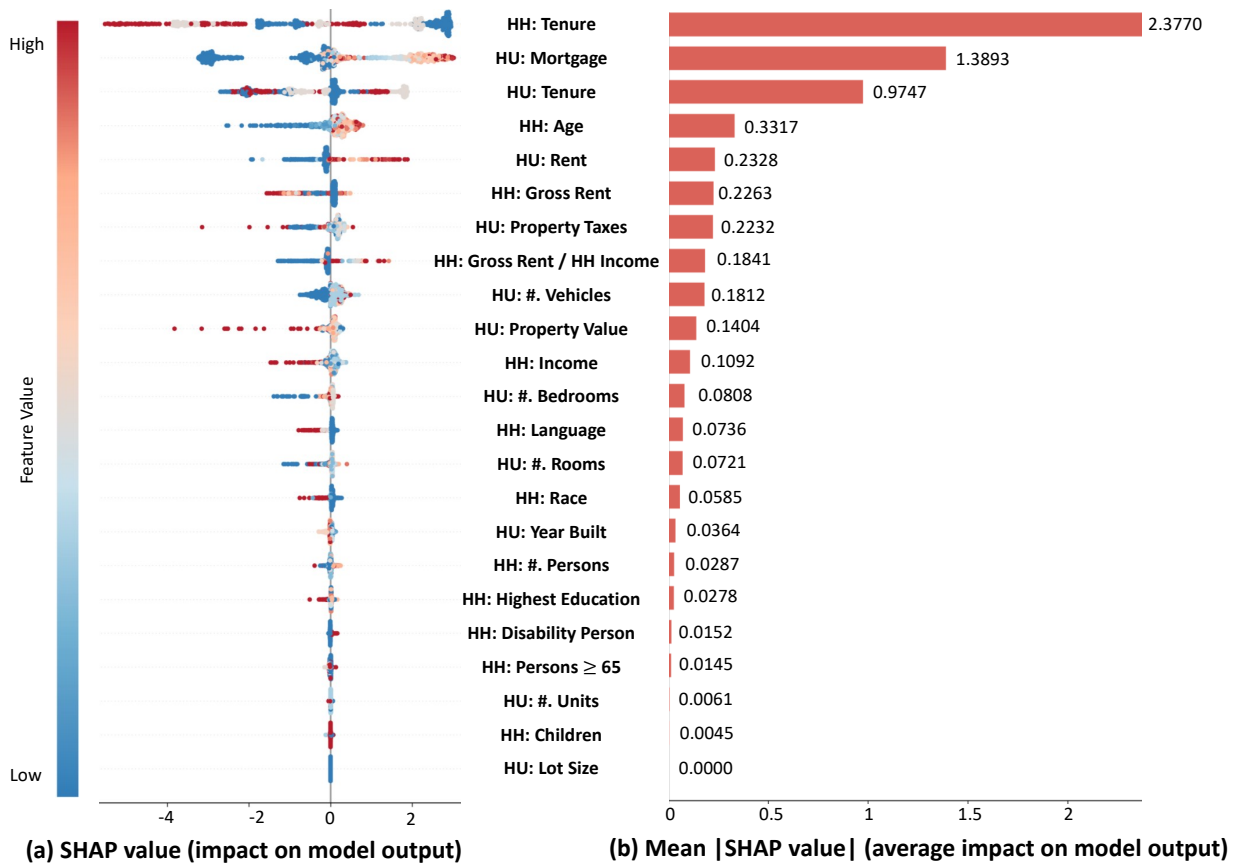 High
Feature Value
Low
HH: Tenure
HU: Mortgage
HU: Tenure
HH: Age
HU: Rent
HH: Gross Rent
HU: Property Taxes
HH: Gross Rent / HH Income
HU: #. Vehicles
HU: Property Value
HH: Income
HU: #. Bedrooms
HH: Language
HU: #. Rooms
HH: Race
HU: Year Built
HH: #. Persons
HH: Highest Education
HH: Disability Person
HH: Persons ≥ 65
HU: #. Units
HH: Children
HU: Lot Size
-4 -2 0 2
(a) SHAP value (impact on model output)
2.3770
1.3893
0.9747
0.3317
0.2328
0.2263
0.2232
0.1841
0.1812
0.1404
0.1092
0.0808
0.0736
0.0721
0.0585
0.0364
0.0287
0.0278
0.0152
0.0145
0.0061
0.0045
0.0000
0 0.5 1 1.5 2
(b) Mean |SHAP value| (average impact on model output)